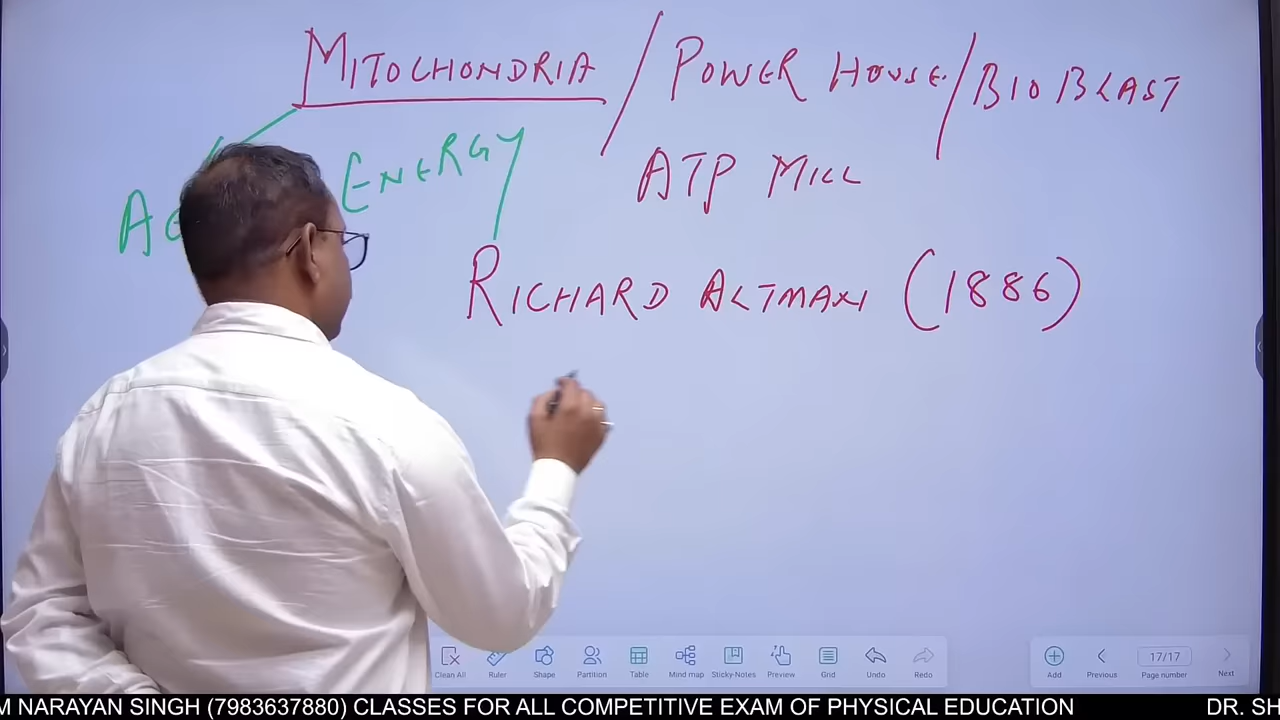 MITOCHONDRIA / POWER HOUSE / BIO BLAST
ENERGY
ATP MILL
RICHARD ALTMAN (1886)
Clean All Ruler Shape Partition Table Mind map Sticky-Notes Preview Grid Undo Redo
Add Previous 17/17 Page number Next
M NARAYAN SINGH (7983637880) CLASSES FOR ALL COMPETITIVE EXAM OF PHYSICAL EDUCATION DR. SH